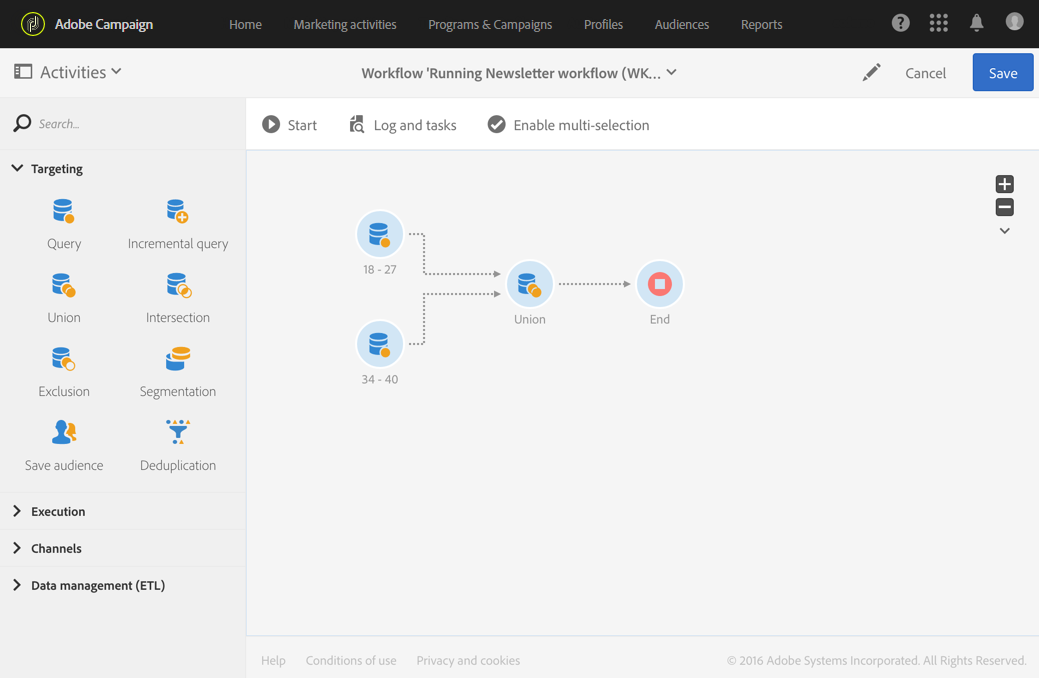 Adobe Campaign Home Marketing activities Programs & Campaigns Profiles Audiences Reports
Activities Workflow 'Running Newsletter workflow (WK... Cancel Save
Search... Start Log and tasks Enable multi-selection
Targeting
Query Incremental query
Union Intersection
Exclusion Segmentation
Save audience Deduplication
Execution
Channels
Data management (ETL)
18 - 27
Union End
34 - 40
Help Conditions of use Privacy and cookies © 2016 Adobe Systems Incorporated. All Rights Reserved.